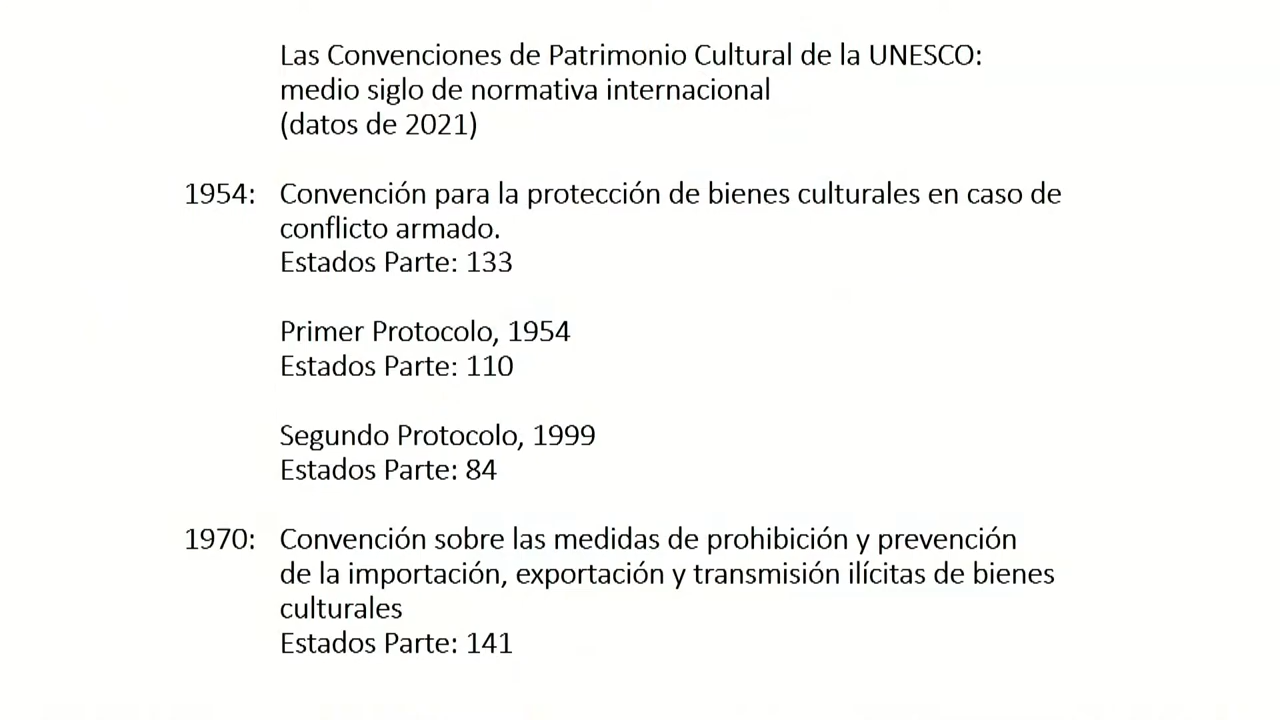 Las Convenciones de Patrimonio Cultural de la UNESCO:
medio siglo de normativa internacional
(datos de 2021)
1954: Convención para la protección de bienes culturales en caso de
conflicto armado.
Estados Parte: 133
Primer Protocolo, 1954
Estados Parte: 110
Segundo Protocolo, 1999
Estados Parte: 84
1970: Convención sobre las medidas de prohibición y prevención
de la importación, exportación y transmisión ilícitas de bienes
culturales
Estados Parte: 141